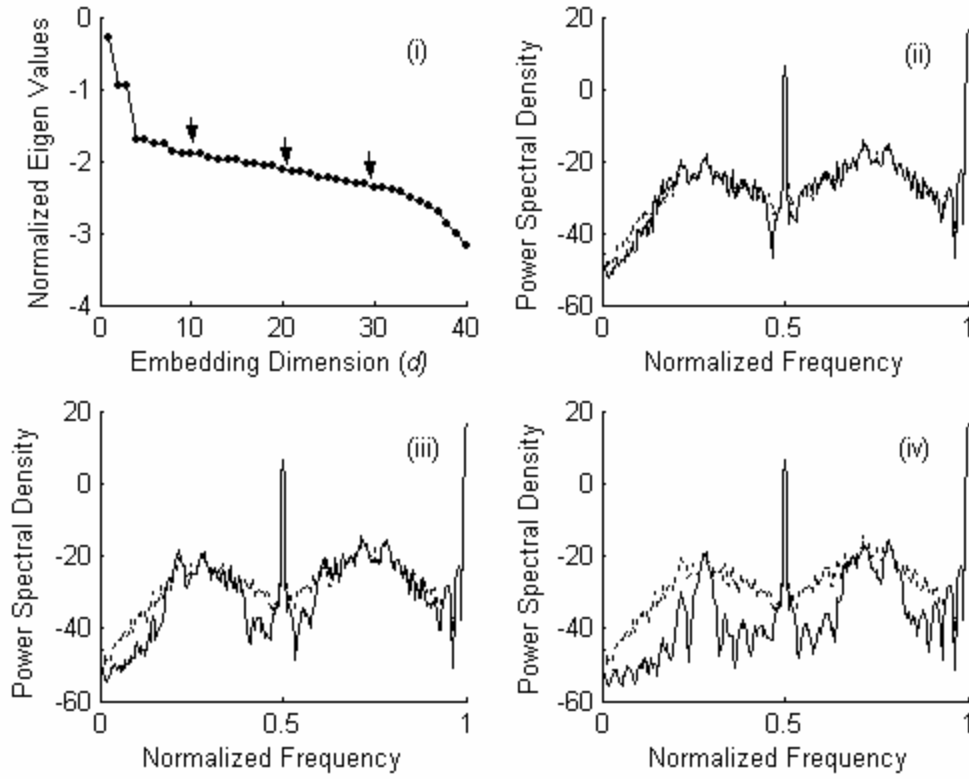 (i)
Normalized Eigen Values
0
-1
-2
-3
-4
0 10 20 30 40
Embedding Dimension (d)
(ii)
Power Spectral Density
20
0
-20
-40
-60
0 0.5 1
Normalized Frequency
(iii)
Power Spectral Density
20
0
-20
-40
-60
0 0.5 1
Normalized Frequency
(iv)
Power Spectral Density
20
0
-20
-40
-60
0 0.5 1
Normalized Frequency